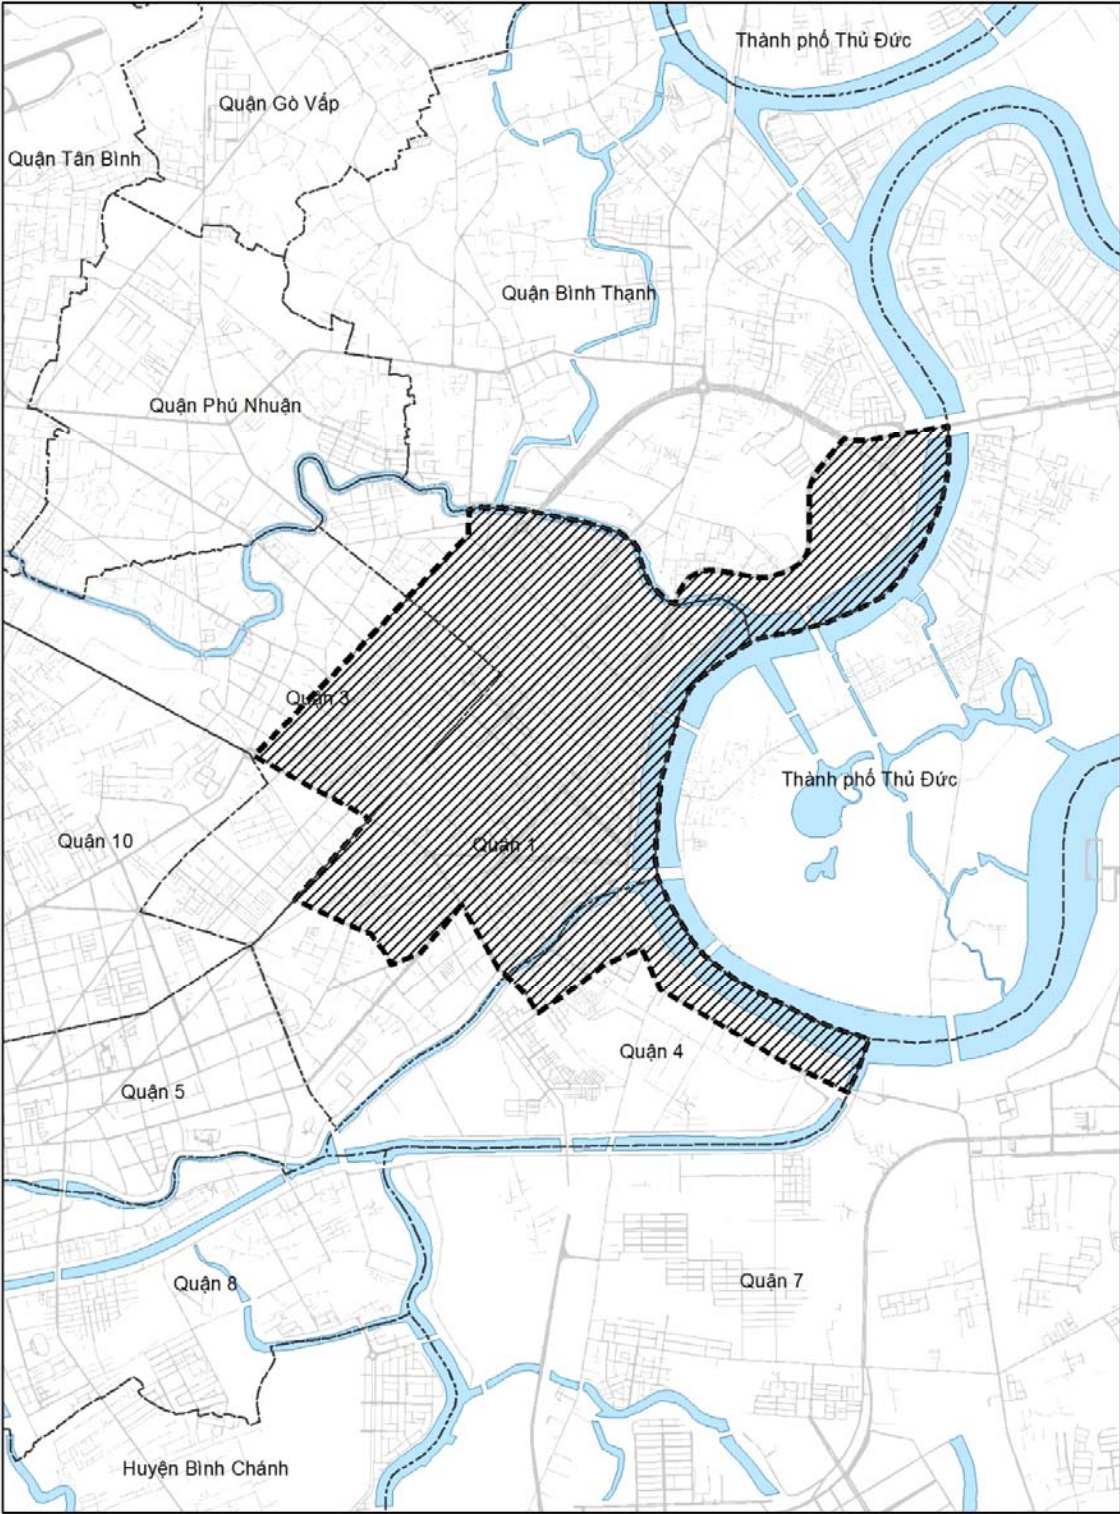 Thành phố Thủ Đức
Quận Gò Vấp
Quận Tân Bình
Quận Bình Thạnh
Quận Phú Nhuận
Quận 3
Thành phố Thủ Đức
Quận 10
Quận 1
Quận 4
Quận 5
Quận 8
Quận 7
Huyện Bình Chánh